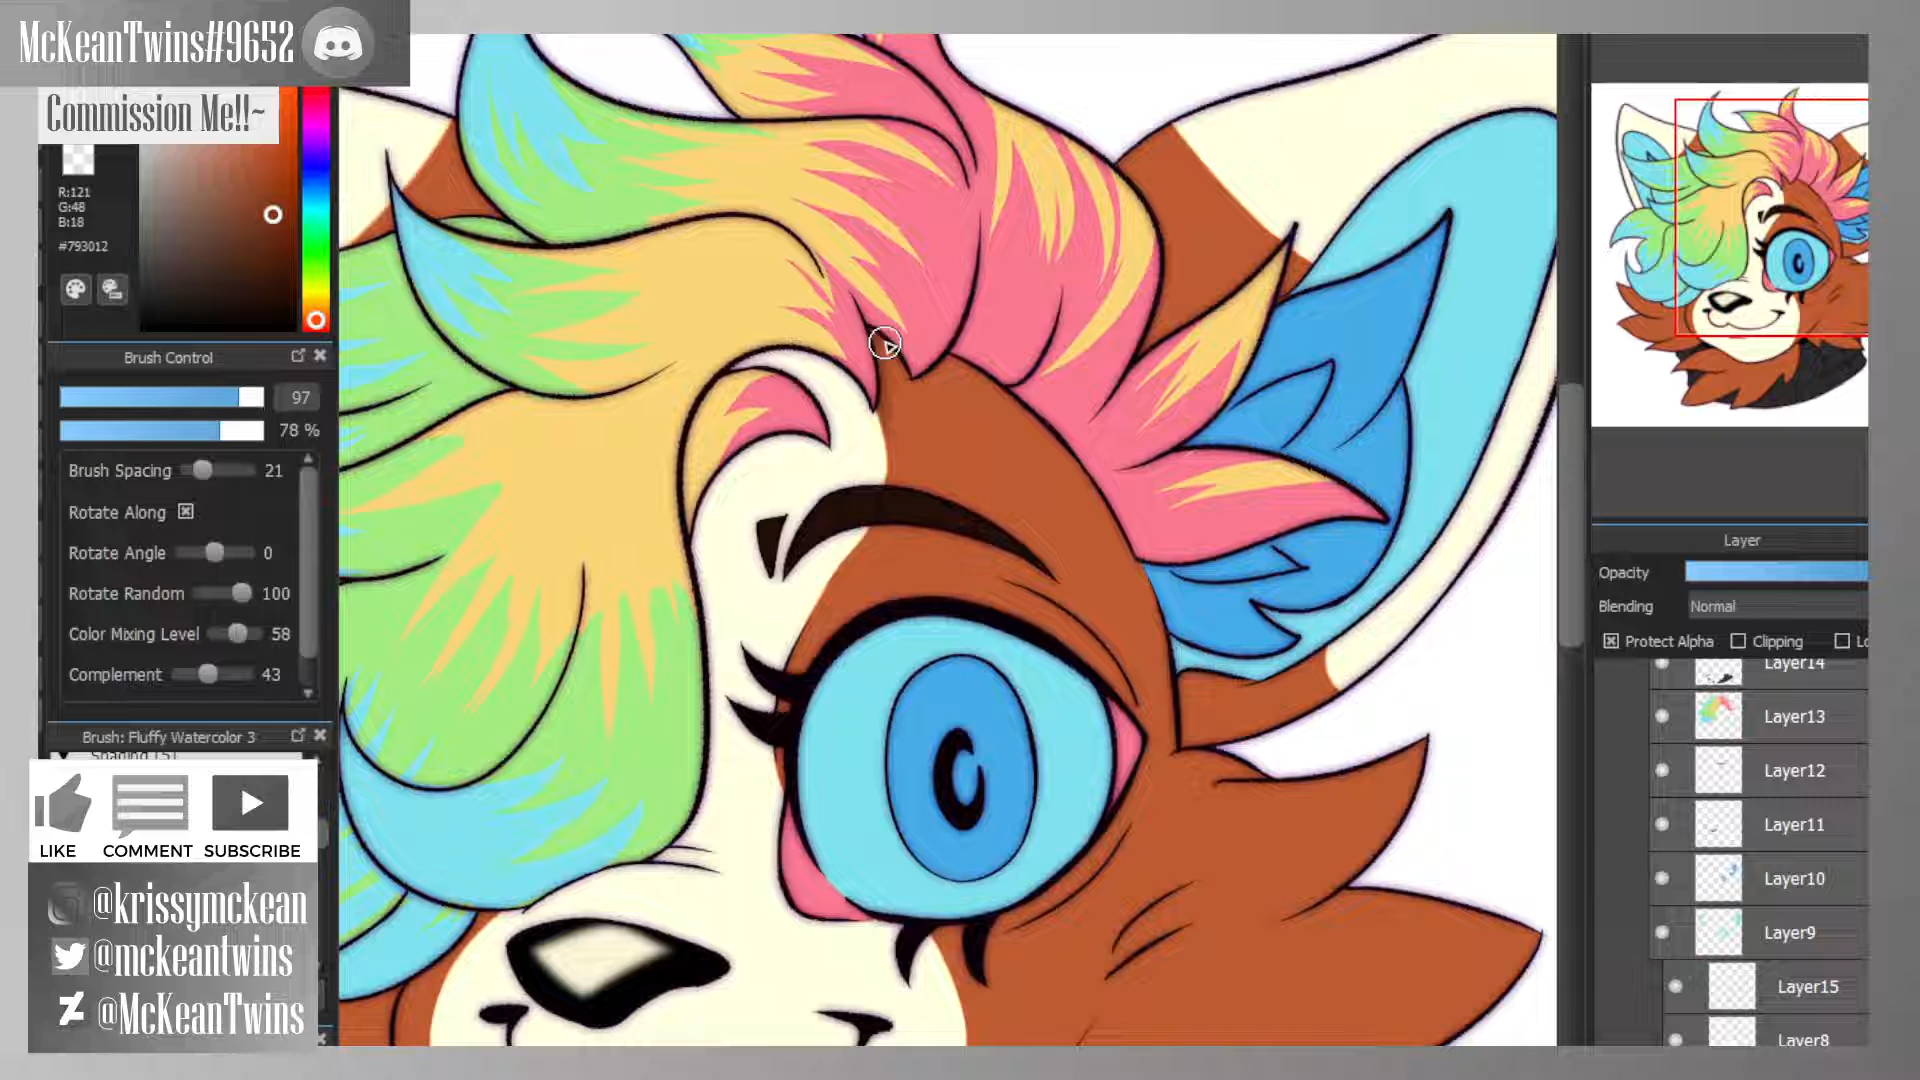 McKeanTwins#9652
Commission Me!!~
R:121
G:48
B:18
#793012
Brush Control
97
78 %
Brush Spacing 21
Rotate Along
Rotate Angle 0
Rotate Random 100
Color Mixing Level 58
Complement 43
Brush: Fluffy Watercolor 3
LIKE COMMENT SUBSCRIBE
@krissymckean
@mckeantwins
@McKeanTwins
Layer
Opacity
Blending Normal
Protect Alpha Clipping
Layer14
Layer13
Layer12
Layer11
Layer10
Layer9
Layer15
Layer8